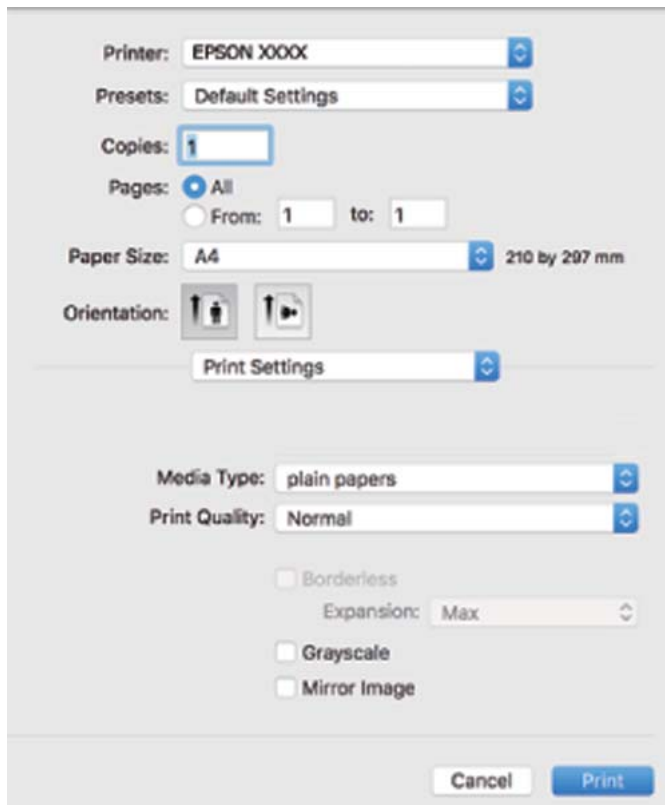 Printer: EPSON XXXX
Presets: Default Settings
Copies: 1
Pages: All
From: 1 to: 1
Paper Size: A4 210 by 297 mm
Orientation:
Print Settings
Media Type: plain papers
Print Quality: Normal
Borderless
Expansion: Max
Grayscale
Mirror Image
Cancel Print